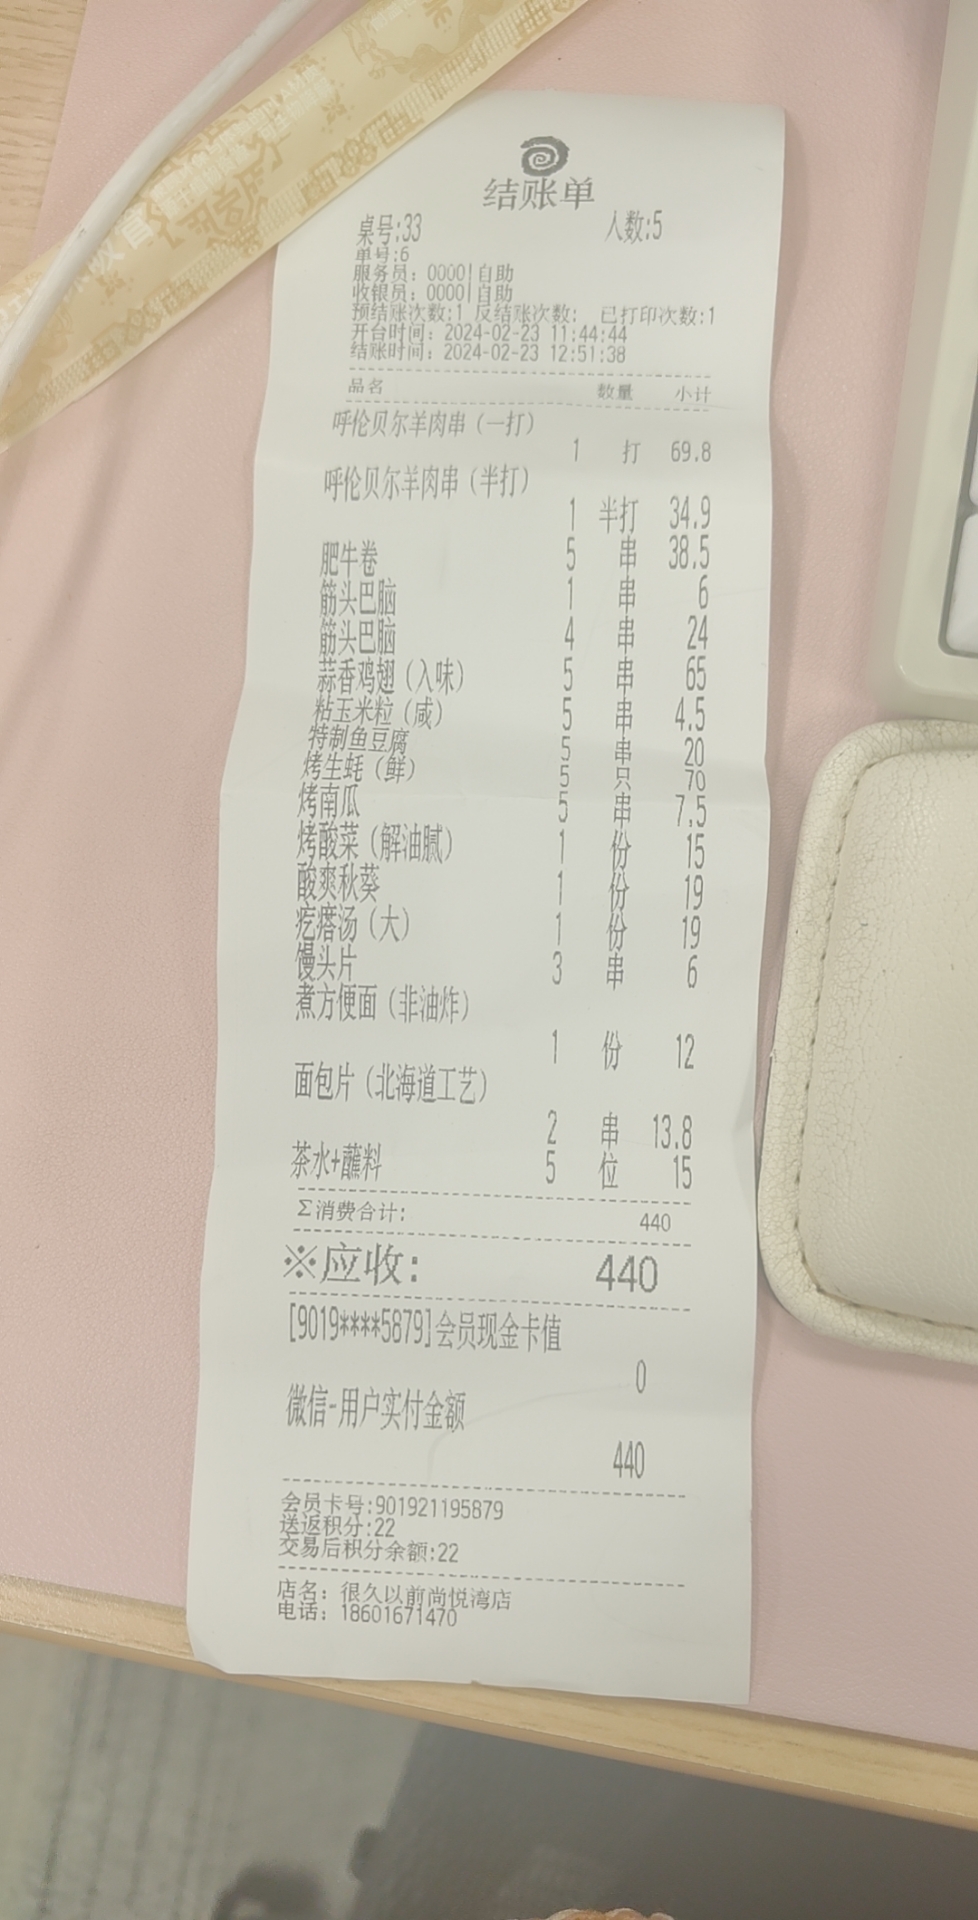 结账单
桌号:33 人数:5
单号:6
服务员: 0000|自助
收银员: 0000|自助
预结账次数:1 反结账次数: 已打印次数:1
开台时间: 2024-02-23 11:44:44
结账时间: 2024-02-23 12:51:38
品名 数量 小计
呼伦贝尔羊肉串(一打)
1 打 69.8
呼伦贝尔羊肉串(半打)
1 半打 34.9
肥牛卷 5 串 38.5
筋头巴脑 1 串 6
筋头巴脑 4 串 24
蒜香鸡翅(入味) 5 串 65
粘玉米粒(咸) 5 串 4.5
特制鱼豆腐 5 串 20
烤生蚝(鲜) 5 只 70
烤南瓜 5 串 7.5
烤酸菜(解油腻) 1 份 15
酸爽秋葵 1 份 19
疙瘩汤(大) 1 份 19
馒头片 3 串 6
煮方便面(非油炸)
1 份 12
面包片(北海道工艺)
2 串 13.8
茶水+蘸料 5 位 15
Σ消费合计: 440
※应收: 440
[9019****5879]会员现金卡值
0
微信-用户实付金额
440
会员卡号:901921195879
送返积分:22
交易后积分余额:22
店名: 很久以前尚悦湾店
电话: 18601671470